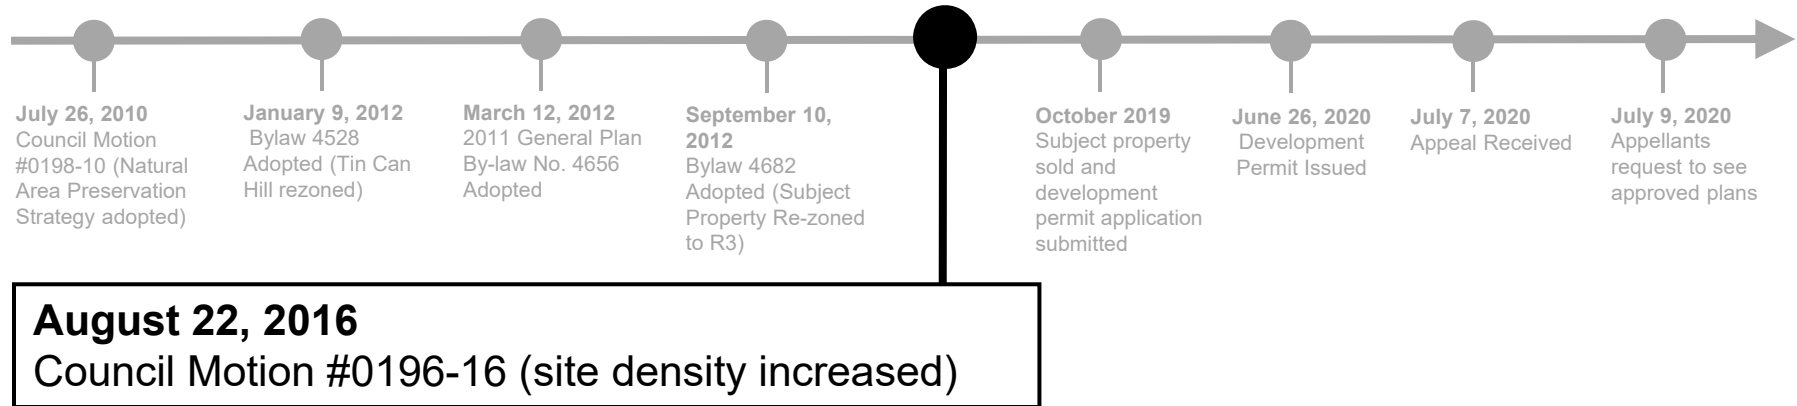 July 26, 2010
Council Motion
#0198-10 (Natural
Area Preservation
Strategy adopted)
January 9, 2012
Bylaw 4528
Adopted (Tin Can
Hill rezoned)
March 12, 2012
2011 General Plan
By-law No. 4656
Adopted
September 10,
2012
Bylaw 4682
Adopted (Subject
Property Re-zoned
to R3)
August 22, 2016
Council Motion #0196-16 (site density increased)
October 2019
Subject property
sold and
development
permit application
submitted
June 26, 2020
Development
Permit Issued
July 7, 2020
Appeal Received
July 9, 2020
Appellants
request to see
approved plans